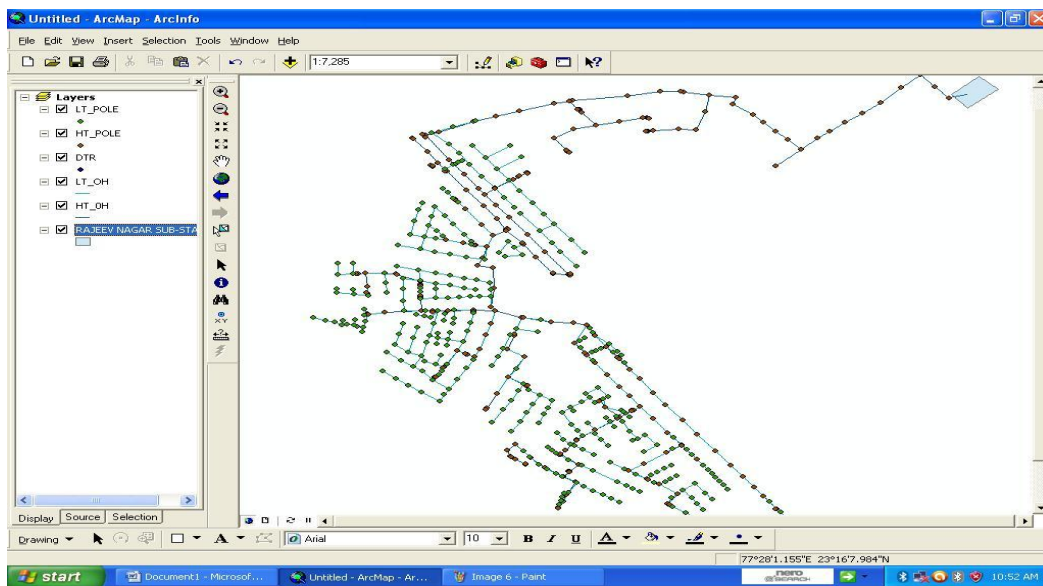 Untitled - ArcMap - ArcInfo
File Edit View Insert Selection Tools Window Help
1:7,285
Layers
LT_POLE
HT_POLE
DTR
LT_OH
HT_OH
RAJEEV NAGAR SUB-STA
Display Source Selection
Drawing Arial 10 B I U A
77°28'1.155"E 23°16'7.984"N
start Document1 - Microsof... Untitled - ArcMap - Ar... Image 6 - Paint nero SEARCH 10:52 AM